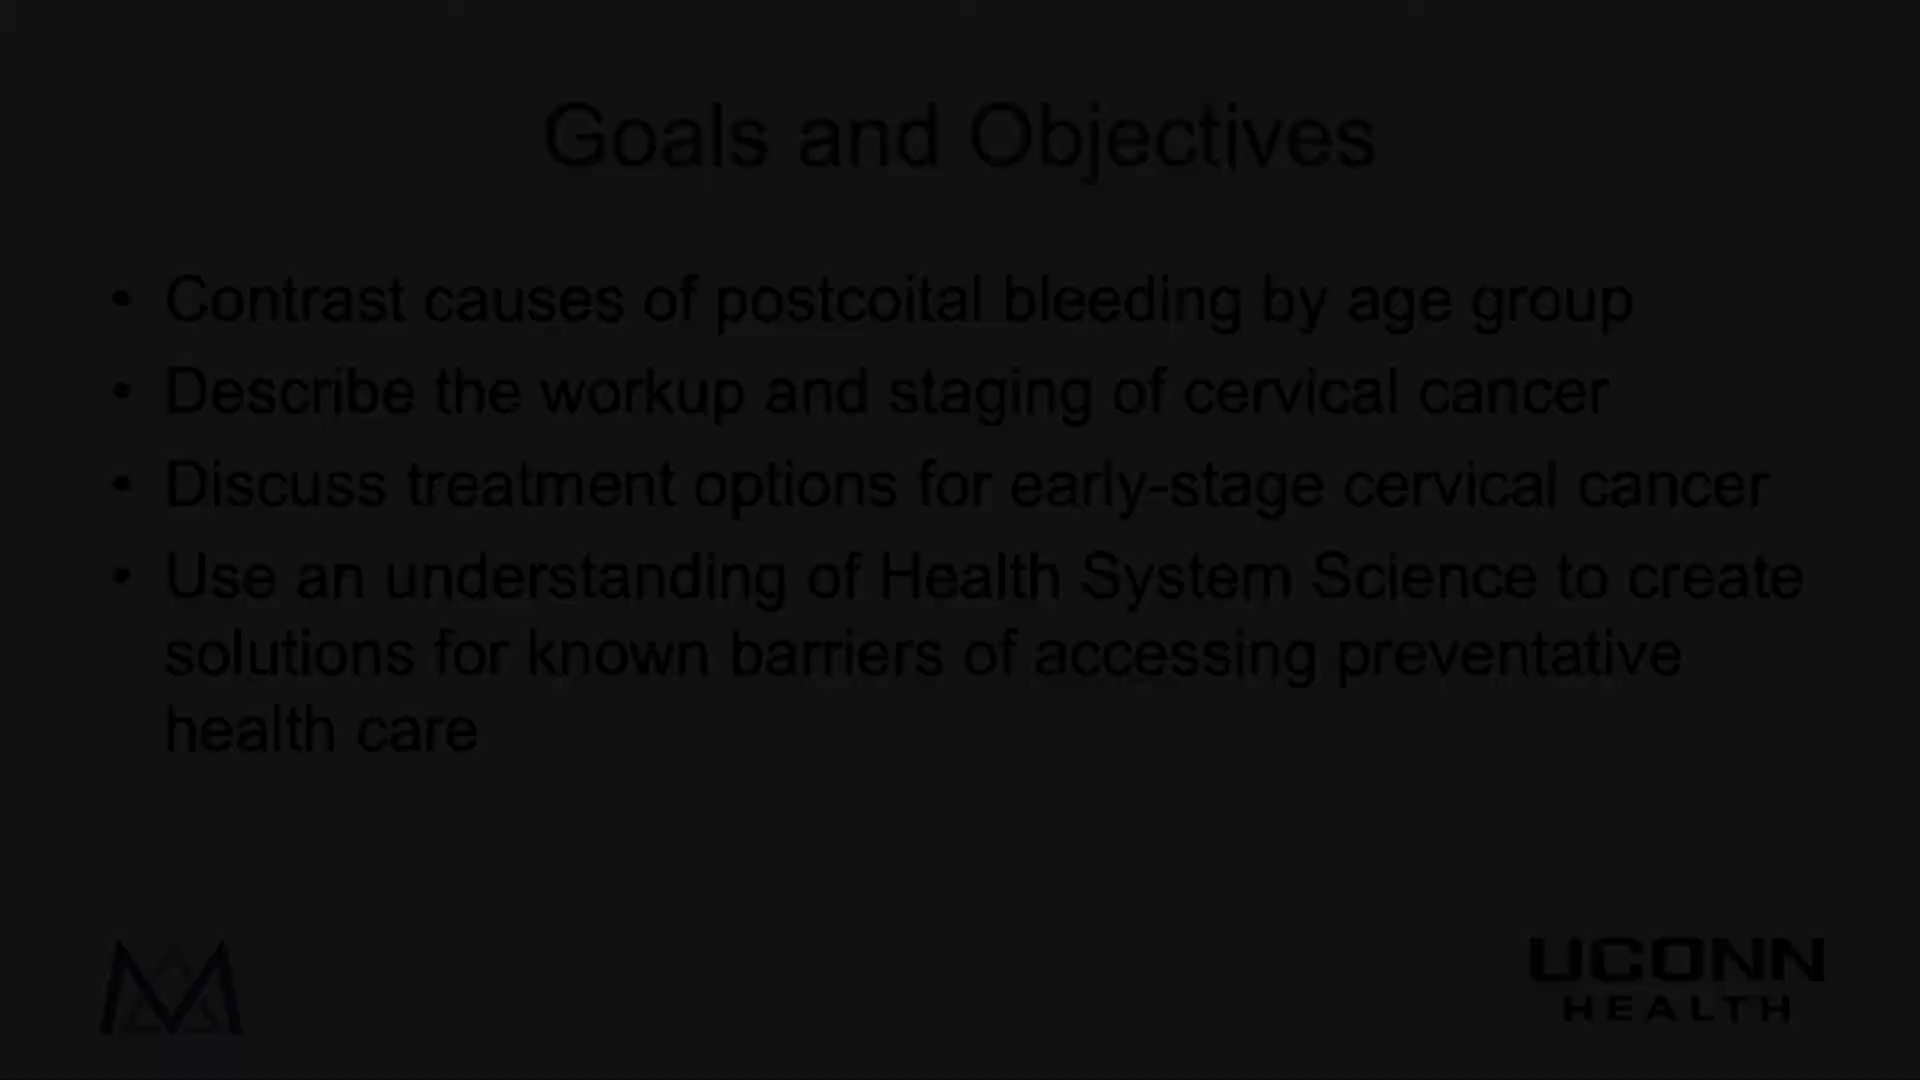 Goals and Objectives
• Contrast causes of postcoital bleeding by age group
• Describe the workup and staging of cervical cancer
• Discuss treatment options for early-stage cervical cancer
• Use an understanding of Health System Science to create
solutions for known barriers of accessing preventative
health care
UCONN
HEALTH